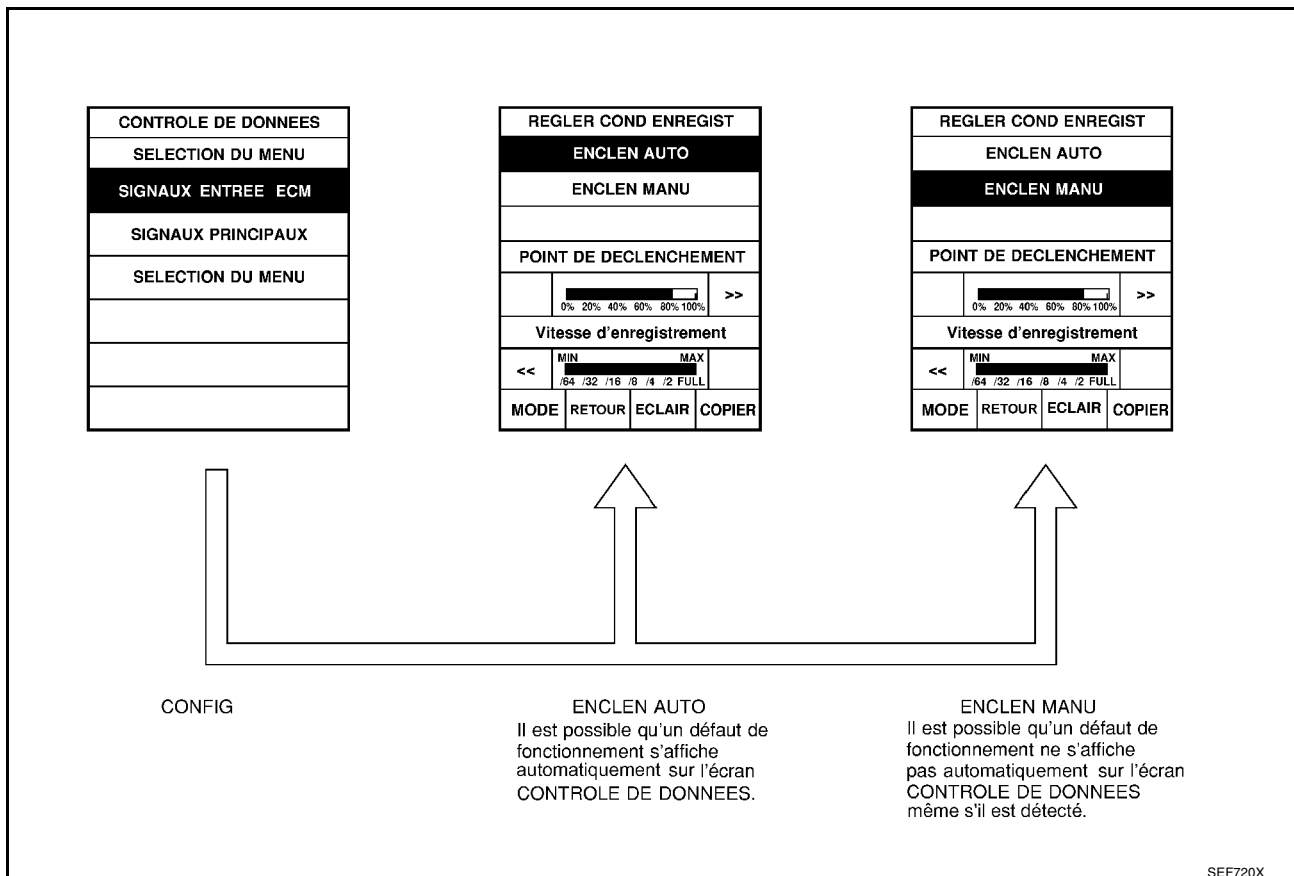 CONTROLE DE DONNEES
SELECTION DU MENU
SIGNAUX ENTREE ECM
SIGNAUX PRINCIPAUX
SELECTION DU MENU
REGLER COND ENREGIST
ENCLEN AUTO
ENCLEN MANU
POINT DE DECLENCHEMENT
>>
0% 20% 40% 60% 80% 100%
Vitesse d'enregistrement
MIN MAX
<<
/64 /32 /16 /8 /4 /2 FULL
MODE RETOUR ECLAIR COPIER
REGLER COND ENREGIST
ENCLEN AUTO
ENCLEN MANU
POINT DE DECLENCHEMENT
>>
0% 20% 40% 60% 80% 100%
Vitesse d'enregistrement
MIN MAX
<<
/64 /32 /16 /8 /4 /2 FULL
MODE RETOUR ECLAIR COPIER
CONFIG
ENCLEN AUTO
Il est possible qu'un défaut de
fonctionnement s'affiche
automatiquement sur l'écran
CONTROLE DE DONNEES.
ENCLEN MANU
Il est possible qu'un défaut de
fonctionnement ne s'affiche
pas automatiquement sur l'écran
CONTROLE DE DONNEES
même s'il est détecté.
SEF720X